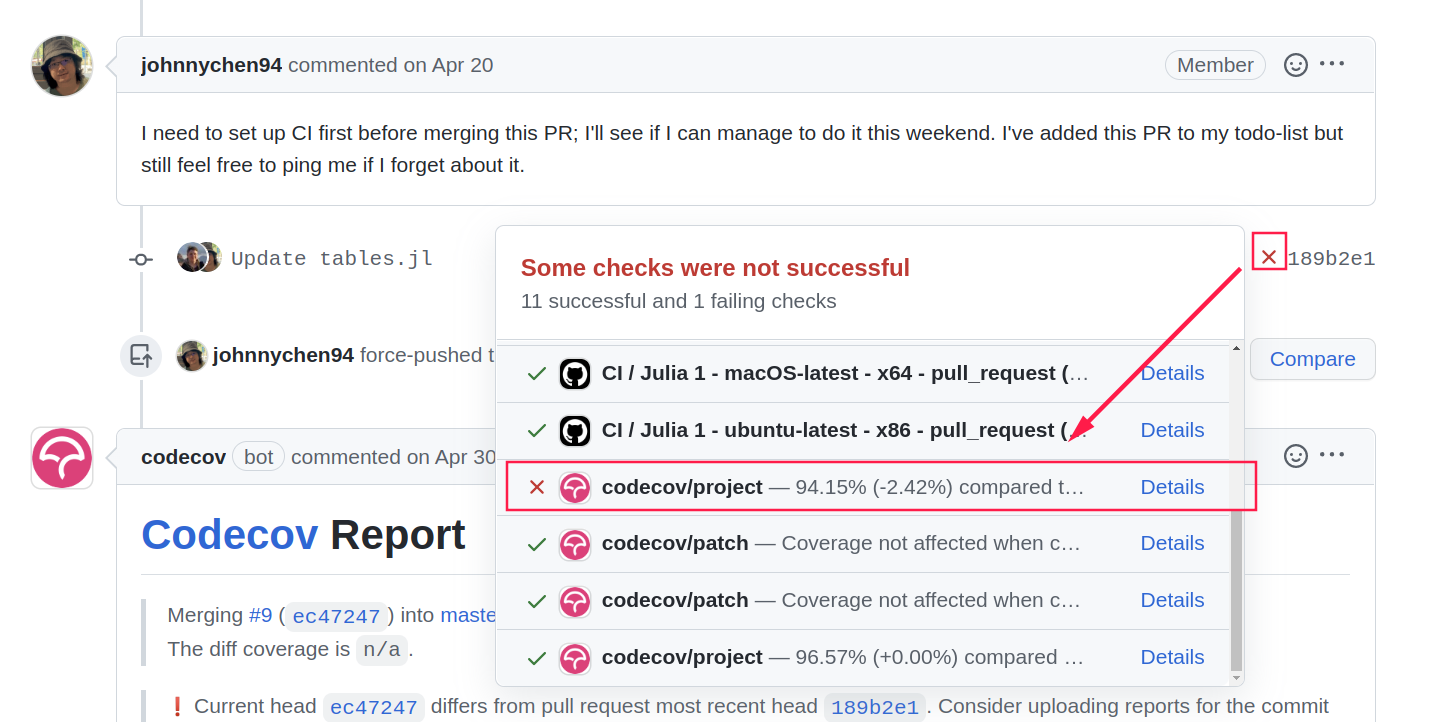 johnnychen94 commented on Apr 20 Member
I need to set up CI first before merging this PR; I'll see if I can manage to do it this weekend. I've added this PR to my todo-list but
still feel free to ping me if I forget about it.
Update tables.jl
189b2e1
Some checks were not successful
11 successful and 1 failing checks
johnnychen94 force-pushed t
Compare
CI / Julia 1 - macOS-latest - x64 - pull_request (… Details
CI / Julia 1 - ubuntu-latest - x86 - pull_request (… Details
codecov/project — 94.15% (-2.42%) compared t… Details
codecov/patch — Coverage not affected when c… Details
codecov/patch — Coverage not affected when c… Details
codecov/project — 96.57% (+0.00%) compared … Details
codecov bot commented on Apr 30
Codecov Report
Merging #9 (ec47247) into maste
The diff coverage is n/a.
❗ Current head ec47247 differs from pull request most recent head 189b2e1. Consider uploading reports for the commit